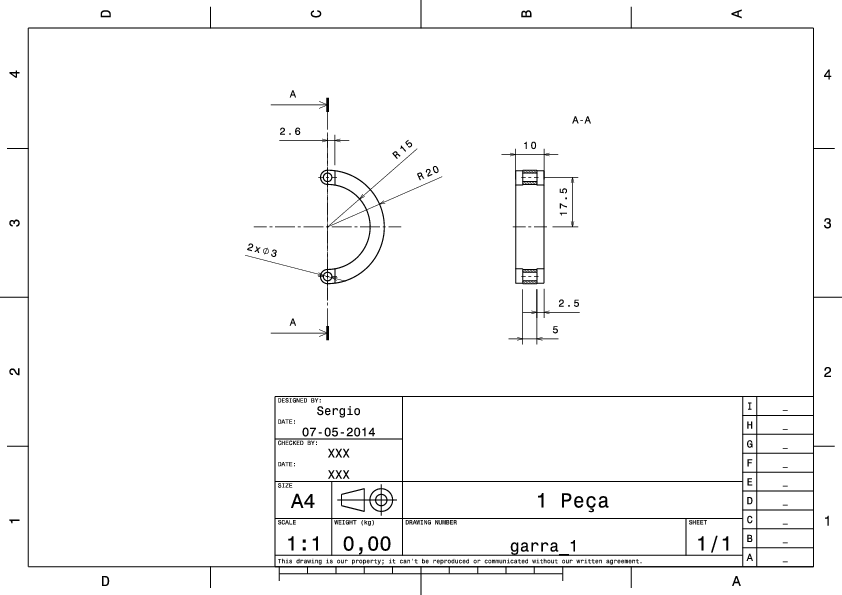 D C B A
4 4
A
A-A
2.6
10
R15
R20
17.5
3 3
2xΦ3
2.5
A
5
2 2
DESIGNED BY:
Sergio
DATE:
07-05-2014
CHECKED BY:
XXX
DATE:
XXX
SIZE
A4
1 Peça
SCALE
1:1
WEIGHT (kg)
0,00
DRAWING NUMBER
garra_1
SHEET
1/1
This drawing is our property; it can't be reproduced or communicated without our written agreement.
I _
H _
G _
F _
E _
D _
C _
B _
A _
1 1
D A